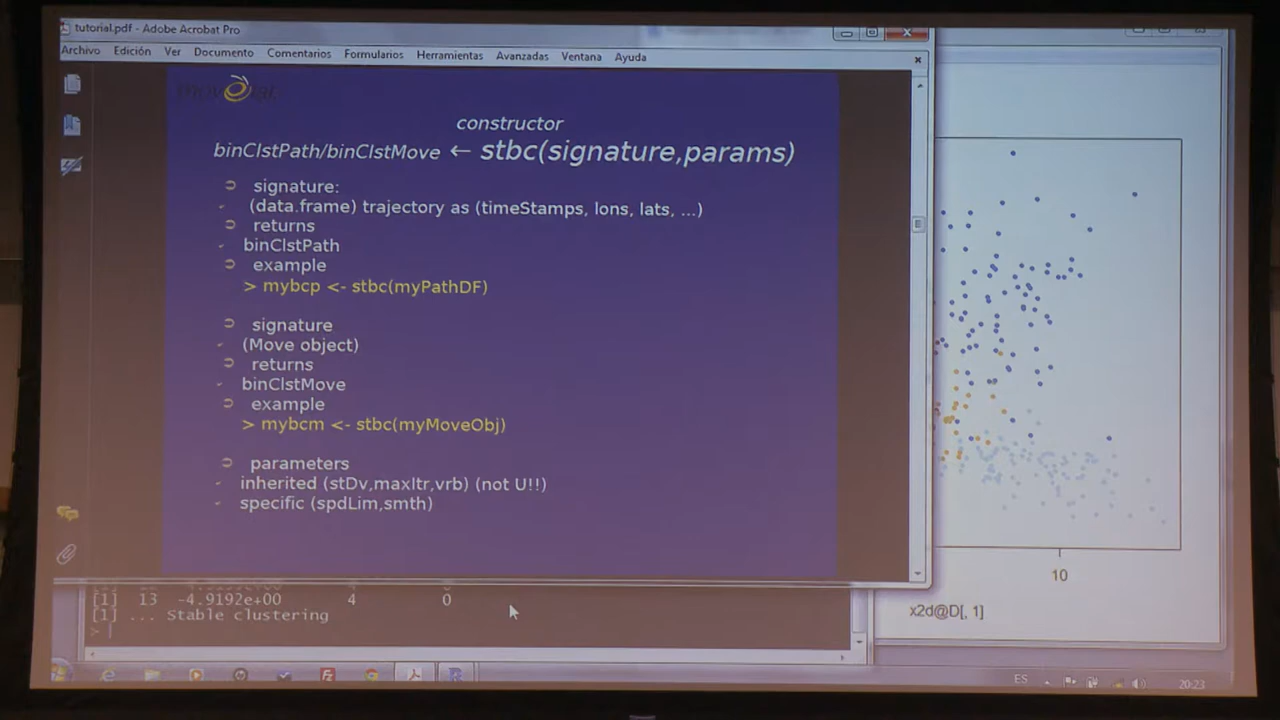 tutorial.pdf - Adobe Acrobat Pro
Archivo Edición Ver Documento Comentarios Formularios Herramientas Avanzadas Ventana Ayuda
constructor
binClstPath/binClstMove ← stbc(signature,params)
signature:
(data.frame) trajectory as (timeStamps, lons, lats, ...)
returns
binClstPath
example
> mybcp <- stbc(myPathDF)
signature
(Move object)
returns
binClstMove
example
> mybcm <- stbc(myMoveObj)
parameters
inherited (stDv,maxItr,vrb) (not U!!)
specific (spdLim,smth)
[1] 13 -4.9192e+00 4 0
[1] ... Stable clustering
>
10
x2d@D[, 1]
ES
20:23